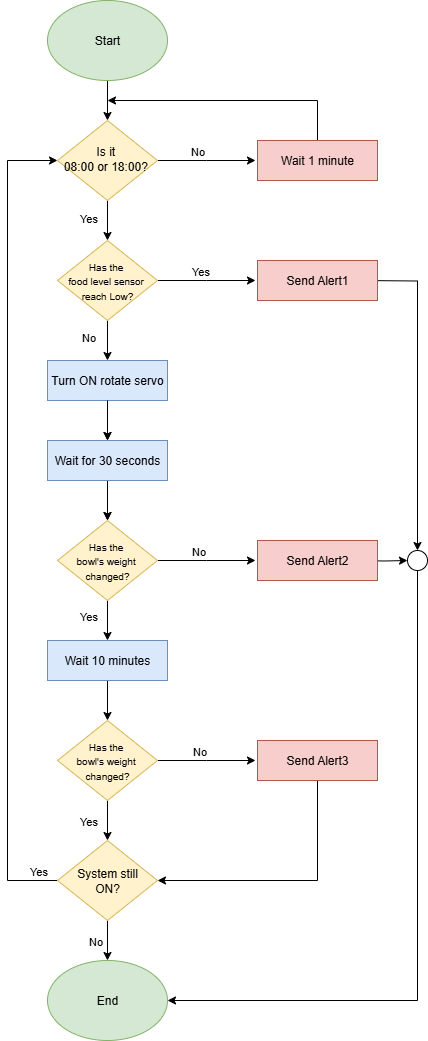 Start
Is it
08:00 or 18:00?
No
Wait 1 minute
Yes
Has the
food level sensor
reach Low?
Yes
Send Alert1
No
Turn ON rotate servo
Wait for 30 seconds
Has the
bowl's weight
changed?
No
Send Alert2
Yes
Wait 10 minutes
Has the
bowl's weight
changed?
No
Send Alert3
Yes
System still
ON?
Yes
No
End